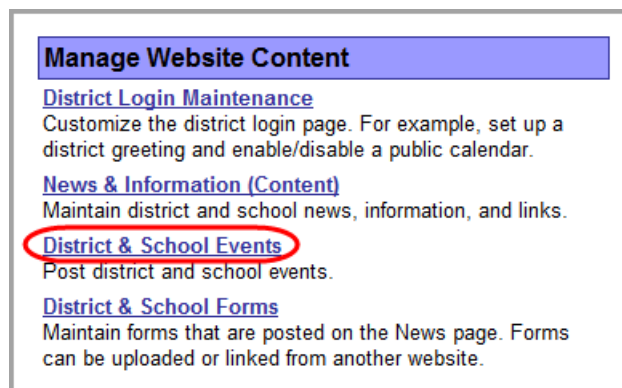 Manage Website Content
District Login Maintenance
Customize the district login page. For example, set up a
district greeting and enable/disable a public calendar.
News & Information (Content)
Maintain district and school news, information, and links.
District & School Events
Post district and school events.
District & School Forms
Maintain forms that are posted on the News page. Forms
can be uploaded or linked from another website.